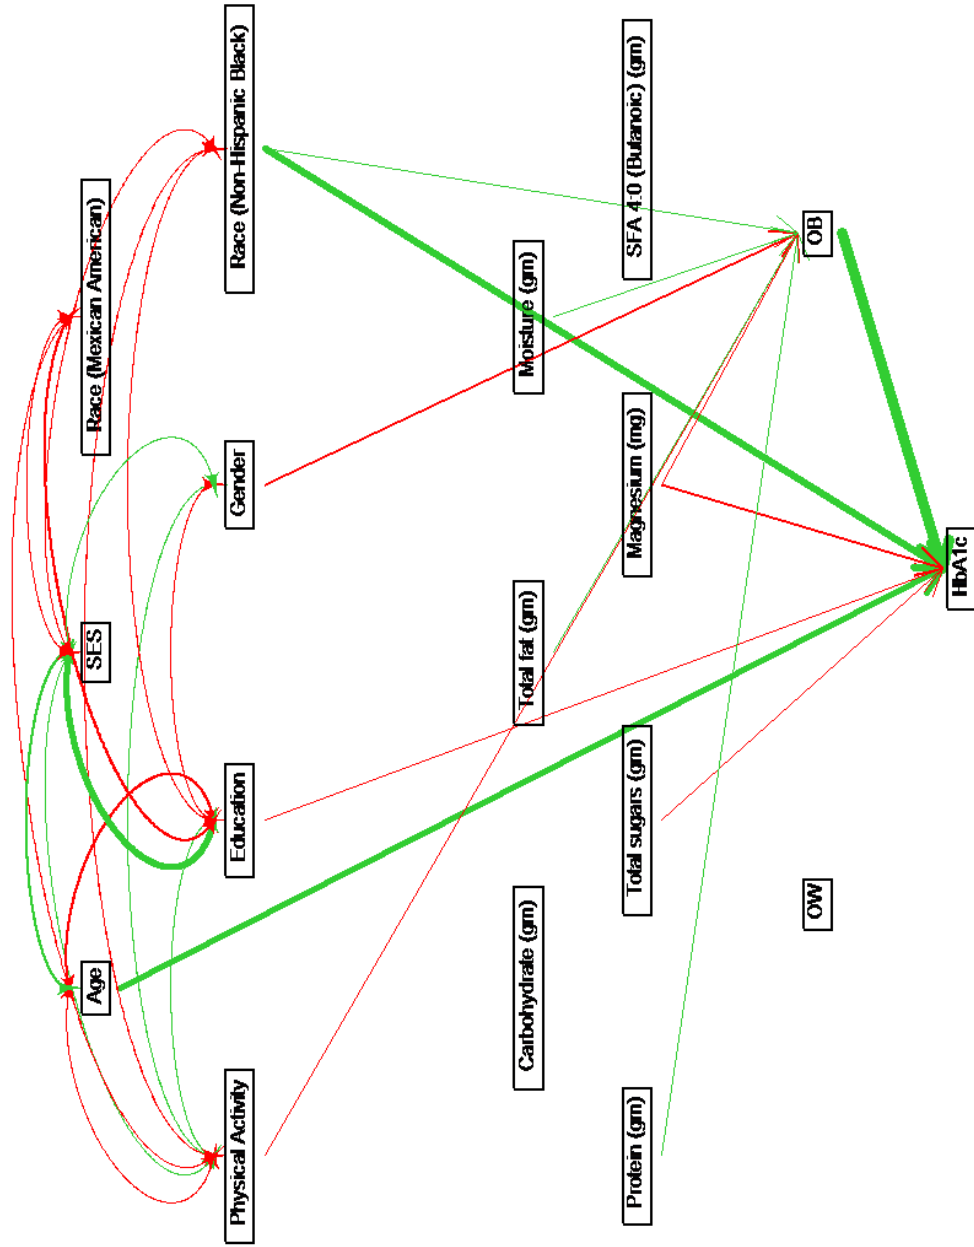 Age
SES
Race (Mexican American)
Physical Activity
Education
Gender
Race (Non-Hispanic Black)
Carbohydrate (gm)
Total fat (gm)
Moisture (gm)
Protein (gm)
Total sugars (gm)
Magnesium (mg)
SFA 4:0 (Butanoic) (gm)
OW
OB
HbA1c